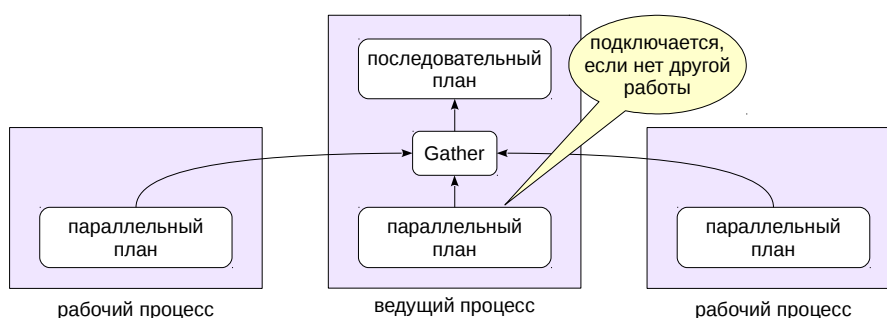 последовательный
план
подключается,
если нет другой
работы
Gather
параллельный
план
параллельный
план
параллельный
план
рабочий процесс
ведущий процесс
рабочий процесс